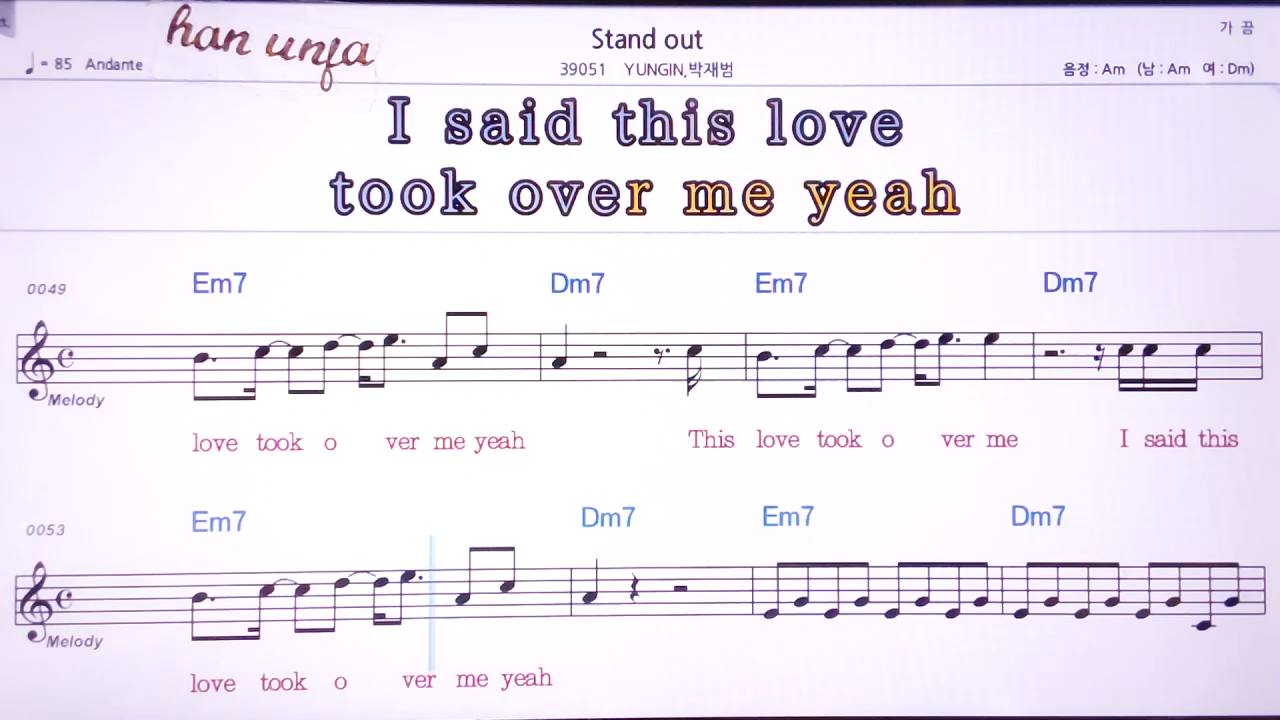 han unfa
Stand out
가 끔
♩ = 85 Andante
39051 YUNGIN,박재범
음정 : Am (남 : Am 여 : Dm)
I said this love
took over me yeah
0049 Em7 Dm7 Em7 Dm7
Melody
love took o ver me yeah This love took o ver me I said this
0053 Em7 Dm7 Em7 Dm7
Melody
love took o ver me yeah